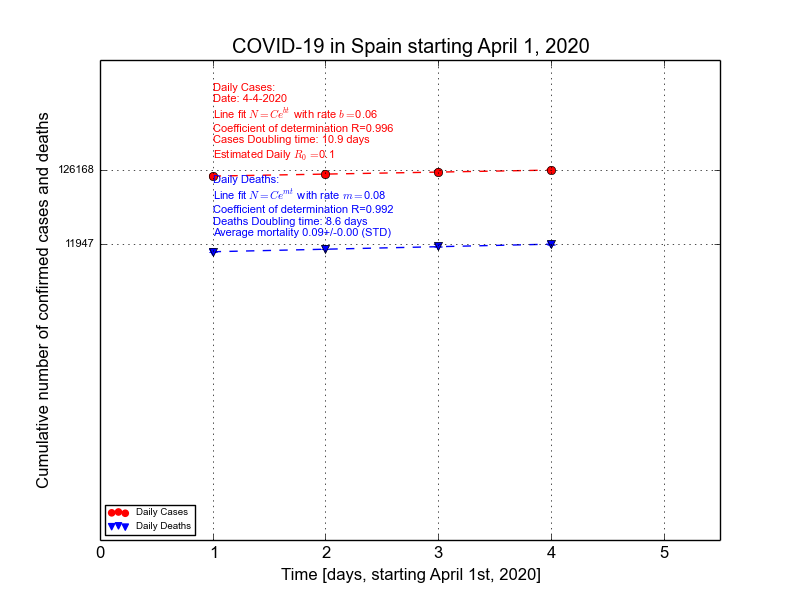 COVID-19 in Spain starting April 1, 2020
Daily Cases:
Date: 4-4-2020
Line fit N = Ce^{bt} with rate b = 0.06
Coefficient of determination R=0.996
Cases Doubling time: 10.9 days
Estimated Daily R_0 = 0.1
126168
Daily Deaths:
Line fit N = Ce^{mt} with rate m = 0.08
Coefficient of determination R=0.992
Deaths Doubling time: 8.6 days
Average mortality 0.09+/-0.00 (STD)
11947
Cumulative number of confirmed cases and deaths
Daily Cases
Daily Deaths
0 1 2 3 4 5
Time [days, starting April 1st, 2020]